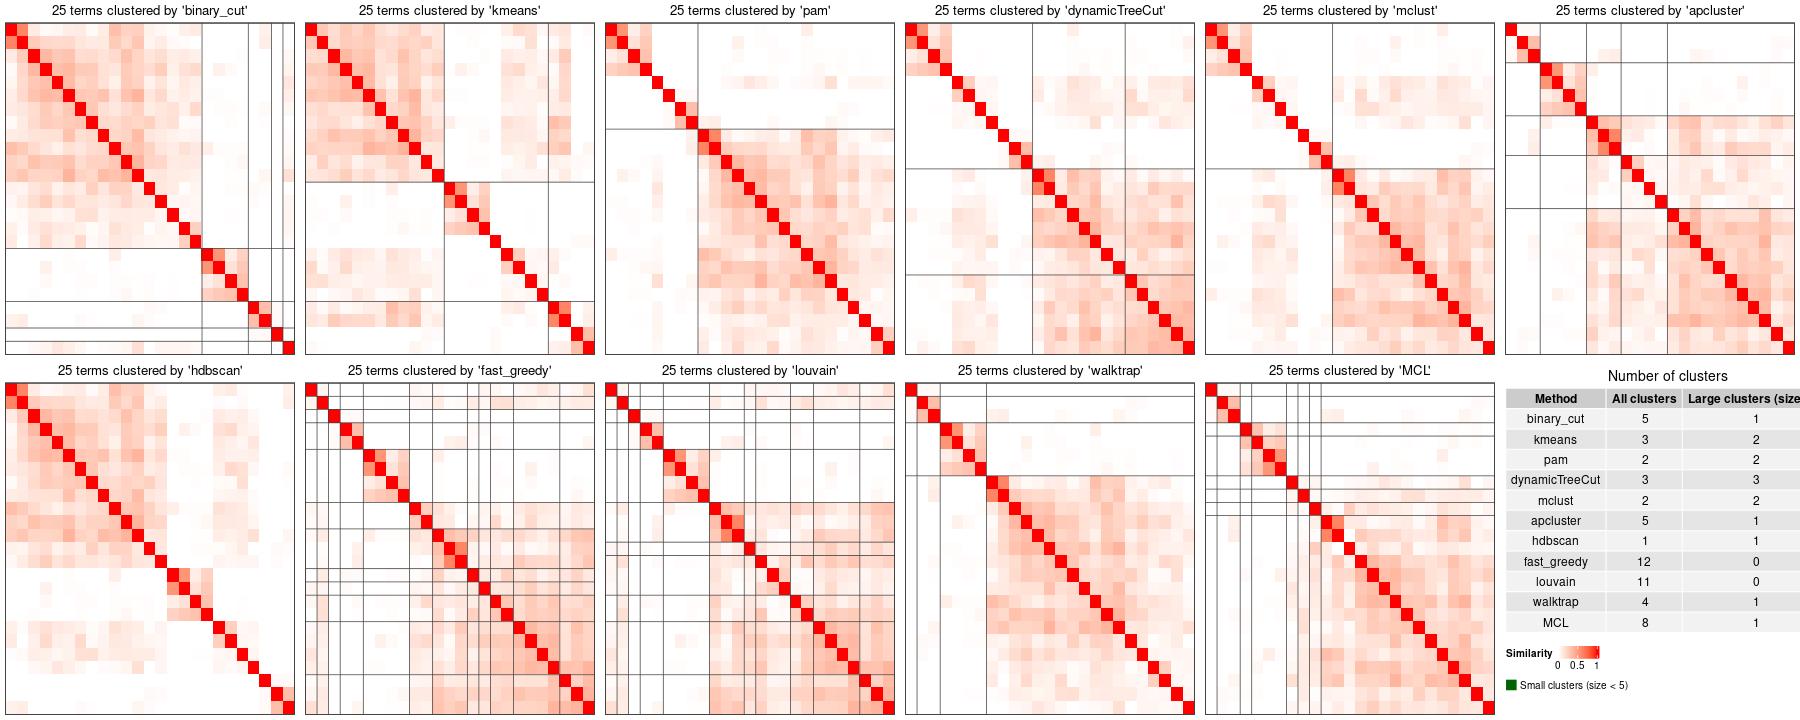 25 terms clustered by 'binary_cut'
25 terms clustered by 'kmeans'
25 terms clustered by 'pam'
25 terms clustered by 'dynamicTreeCut'
25 terms clustered by 'mclust'
25 terms clustered by 'apcluster'
25 terms clustered by 'hdbscan'
25 terms clustered by 'fast_greedy'
25 terms clustered by 'louvain'
25 terms clustered by 'walktrap'
25 terms clustered by 'MCL'
Number of clusters
Method All clusters Large clusters (size
binary_cut 5 1
kmeans 3 2
pam 2 2
dynamicTreeCut 3 3
mclust 2 2
apcluster 5 1
hdbscan 1 1
fast_greedy 12 0
louvain 11 0
walktrap 4 1
MCL 8 1
Similarity
0 0.5 1
Small clusters (size < 5)